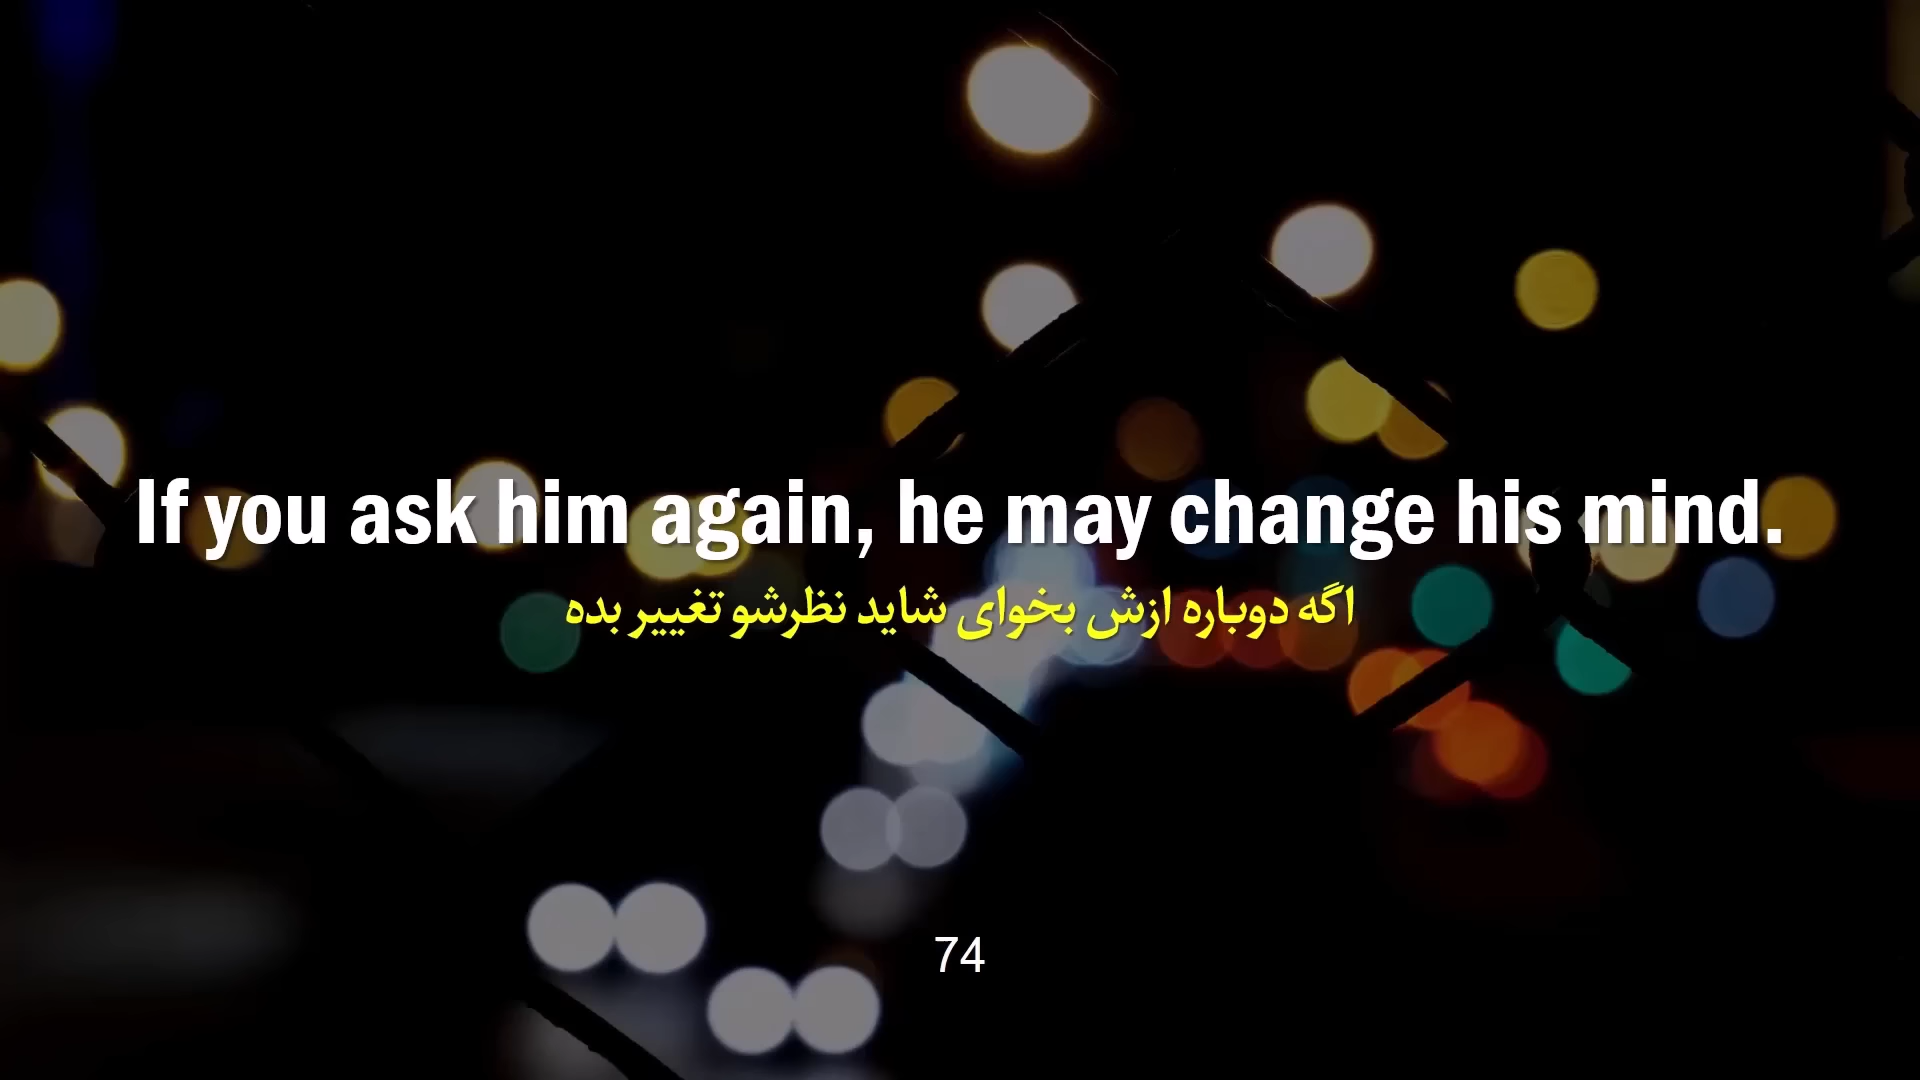 If you ask him again, he may change his mind.
اگه دوباره ازش بخوای شاید نظرشو تغییر بده
74